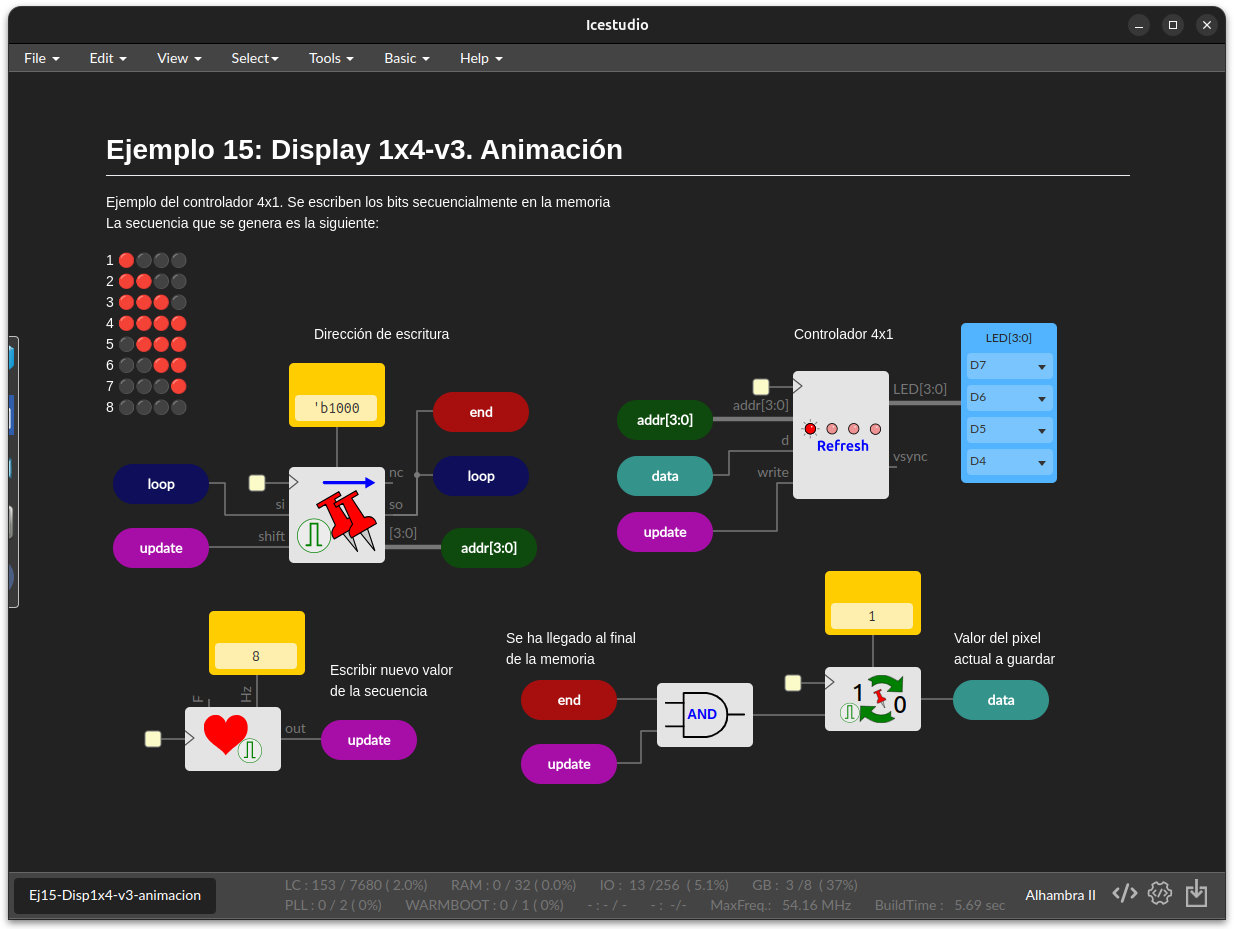 Icestudio
File Edit View Select Tools Basic Help
Ejemplo 15: Display 1x4-v3. Animación
Ejemplo del controlador 4x1. Se escriben los bits secuencialmente en la memoria
La secuencia que se genera es la siguiente:
1
2
3
4
5
6
7
8
Dirección de escritura
'b1000
loop
update
si
shift
nc
so
[3:0]
end
loop
addr[3:0]
Controlador 4x1
addr[3:0]
data
update
addr[3:0]
d
write
Refresh
LED[3:0]
vsync
LED[3:0]
D7
D6
D5
D4
8
F
Hz
out
Escribir nuevo valor
de la secuencia
update
Se ha llegado al final
de la memoria
end
update
AND
1
1
0
Valor del pixel
actual a guardar
data
Ej15-Disp1x4-v3-animacion
LC : 153 / 7680 ( 2.0%) RAM : 0 / 32 ( 0.0%) IO : 13 /256 ( 5.1%) GB : 3 /8 ( 37%)
PLL : 0 / 2 ( 0%) WARMBOOT : 0 / 1 ( 0%) - : - / - - : -/- MaxFreq.: 54.16 MHz BuildTime : 5.69 sec
Alhambra II